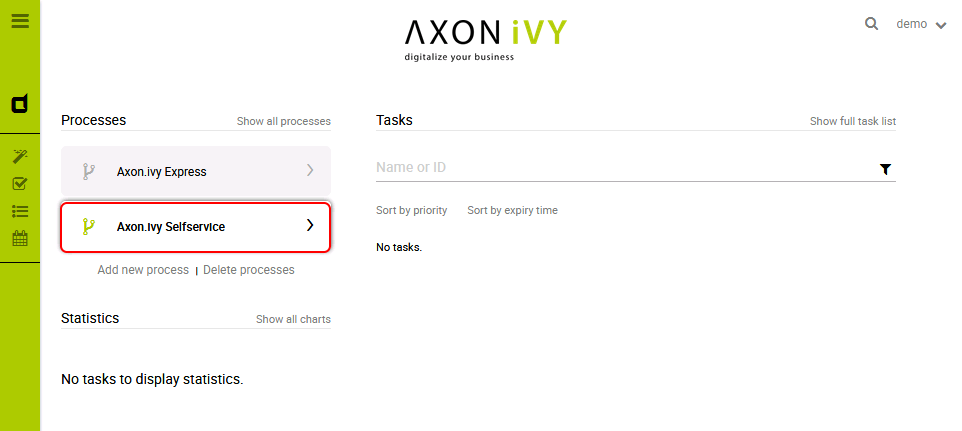 AXON iVY
digitalize your business
demo
Processes
Show all processes
Axon.ivy Express
Axon.ivy Selfservice
Add new process | Delete processes
Statistics
Show all charts
No tasks to display statistics.
Tasks
Show full task list
Name or ID
Sort by priority
Sort by expiry time
No tasks.